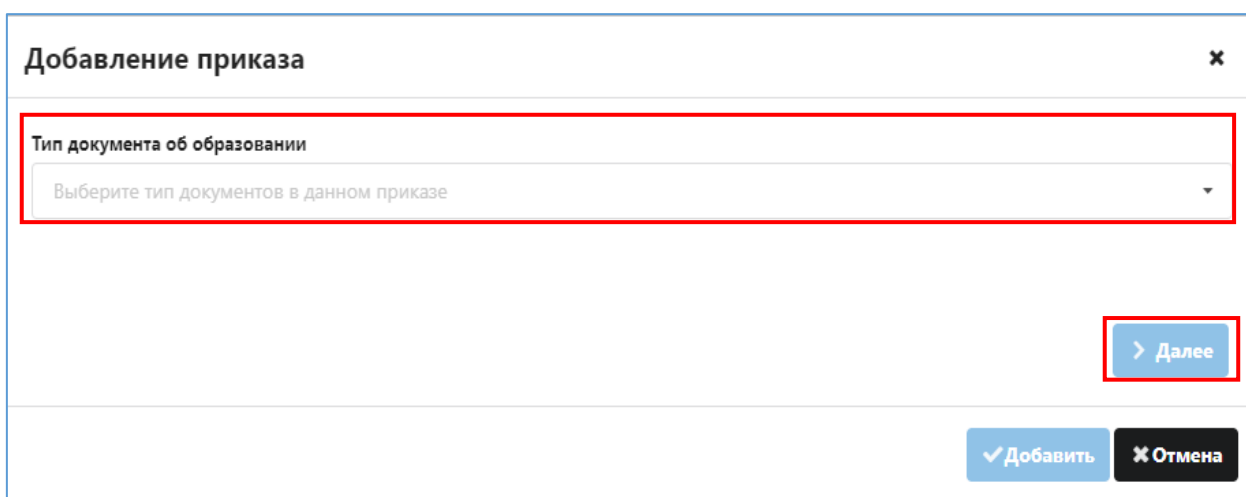 Добавление приказа
Тип документа об образовании
Выберите тип документов в данном приказе
Далее
Добавить Отмена